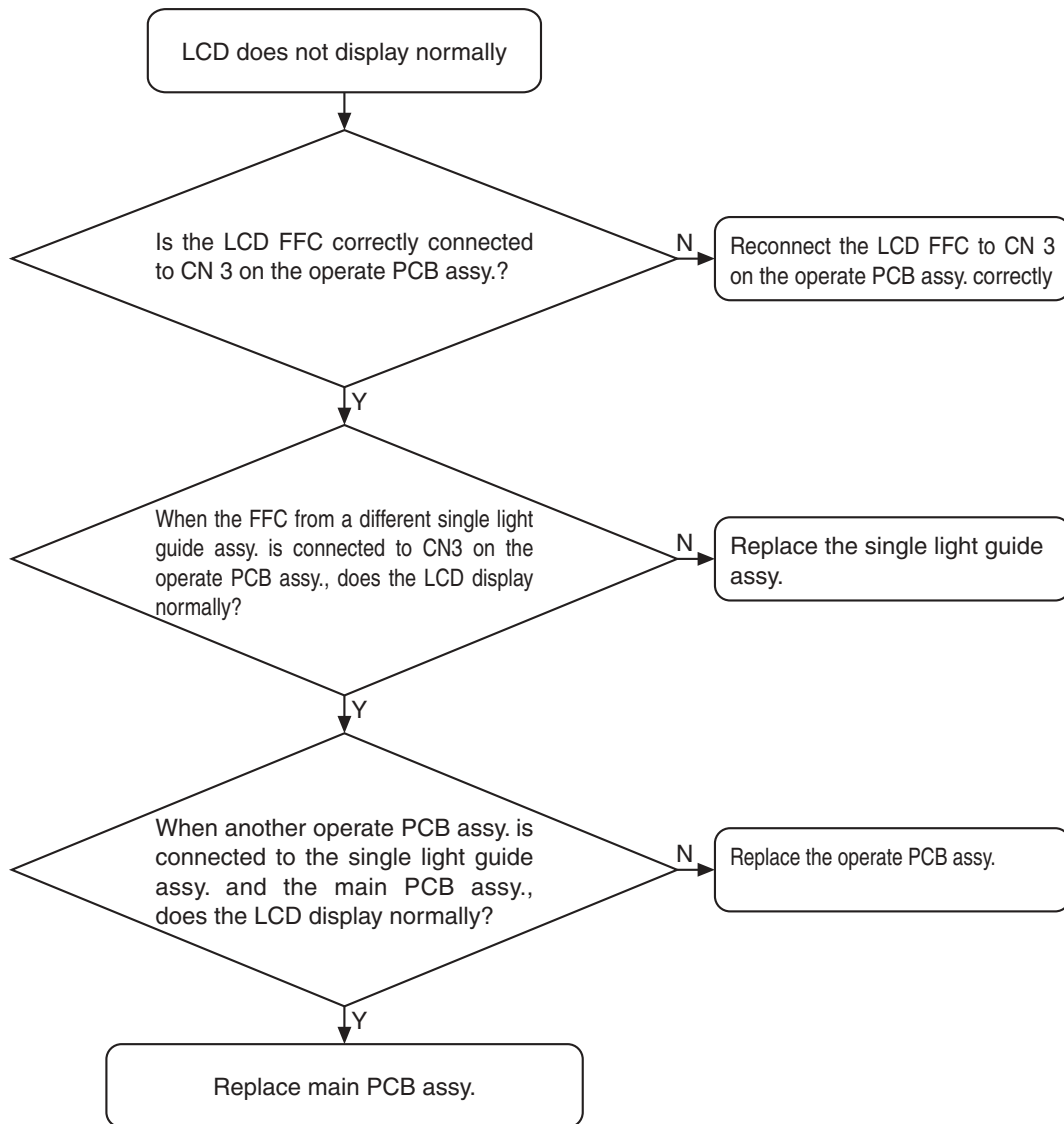 LCD does not display normally
Is the LCD FFC correctly connected
to CN 3 on the operate PCB assy.?
N
Reconnect the LCD FFC to CN 3
on the operate PCB assy. correctly
Y
When the FFC from a different single light
guide assy. is connected to CN3 on the
operate PCB assy., does the LCD display
normally?
N
Replace the single light guide
assy.
Y
When another operate PCB assy. is
connected to the single light guide
assy. and the main PCB assy.,
does the LCD display normally?
N
Replace the operate PCB assy.
Y
Replace main PCB assy.